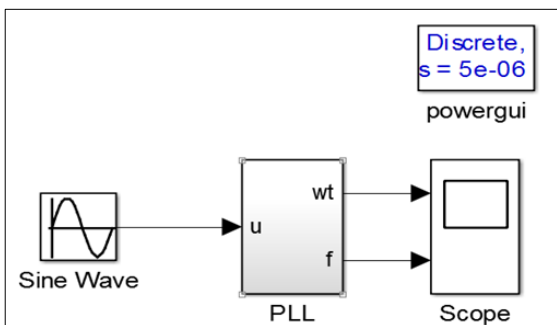 Discrete,
s = 5e-06
powergui
wt
u
f
Sine Wave
PLL
Scope